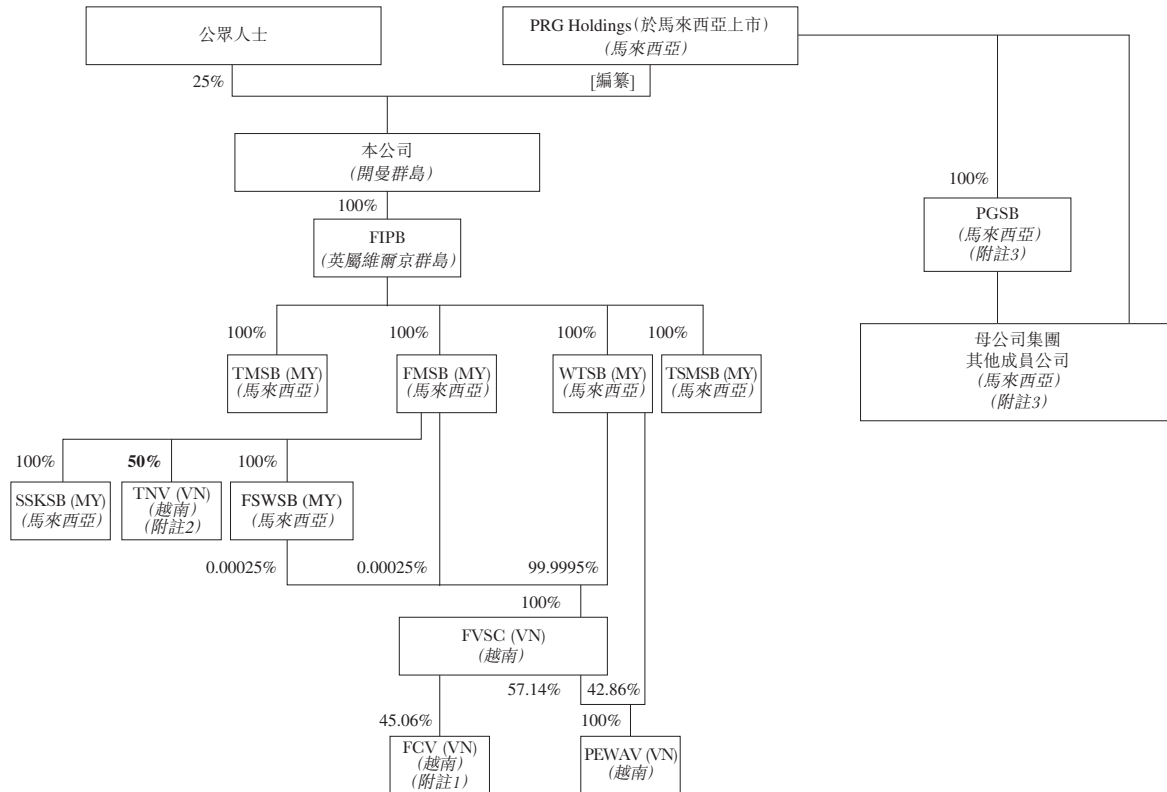 公眾人士
PRG Holdings(於馬來西亞上市)
(馬來西亞)
25%
[編纂]
本公司
(開曼群島)
100%
FIPB
(英屬維爾京群島)
100%
PGSB
(馬來西亞)
(附註3)
100%
100%
100%
100%
TMSB (MY)
(馬來西亞)
FMSB (MY)
(馬來西亞)
WTSB (MY)
(馬來西亞)
TSMSB (MY)
(馬來西亞)
母公司集團
其他成員公司
(馬來西亞)
(附註3)
100%
50%
100%
SSKSB (MY)
(馬來西亞)
TNV (VN)
(越南)
(附註2)
FSWSB (MY)
(馬來西亞)
0.00025%
0.00025%
99.9995%
100%
FVSC (VN)
(越南)
57.14%
42.86%
45.06%
100%
FCV (VN)
(越南)
(附註1)
PEWAV (VN)
(越南)